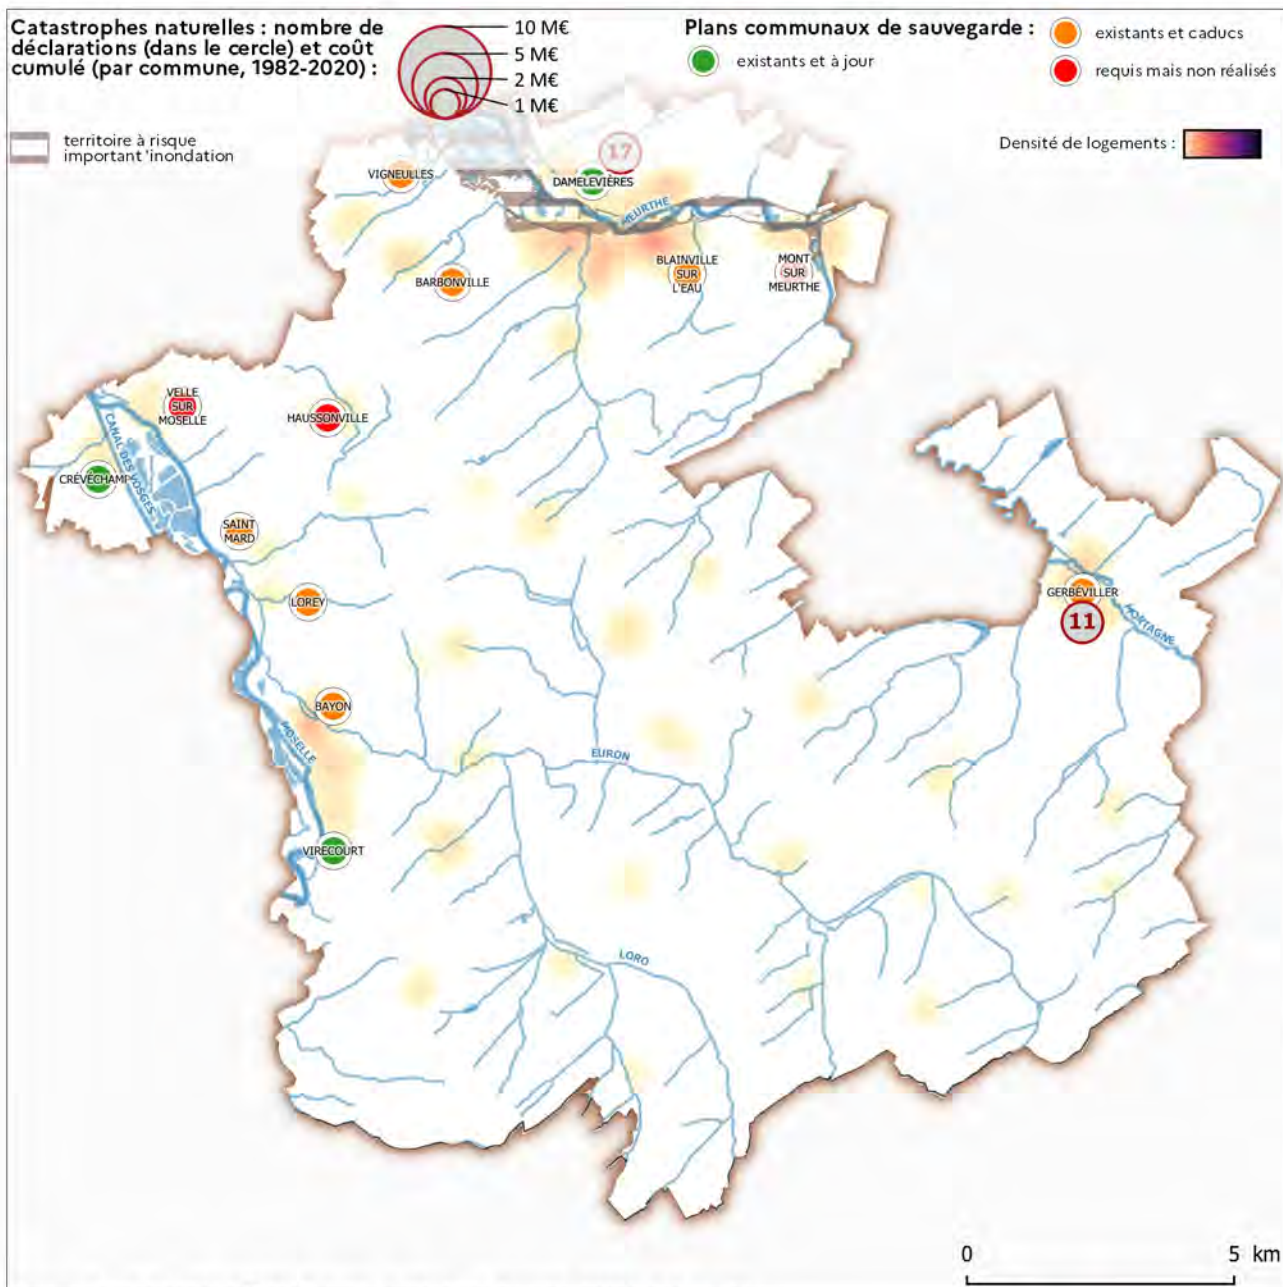 Catastrophes naturelles : nombre de
déclarations (dans le cercle) et coût
cumulé (par commune, 1982-2020) :
10 M€
5 M€
2 M€
1 M€
Plans communaux de sauvegarde :
existants et à jour
existants et caducs
requis mais non réalisés
territoire à risque
important 'inondation
Densité de logements :
17
VIGNEULLES
DAMELEVIÈRES
MEURTHE
BARBONVILLE
BLAINVILLE
SUR
L'EAU
MONT
SUR
MEURTHE
VELLE
SUR
MOSELLE
HAUSSONVILLE
CANAL DES VOSGES
CRÉVÉCHAMP
SAINT
MARD
LOREY
GERBÉVILLER
11
MORTAGNE
BAYON
MOSELLE
EURON
VIRECOURT
LORO
0
5 km